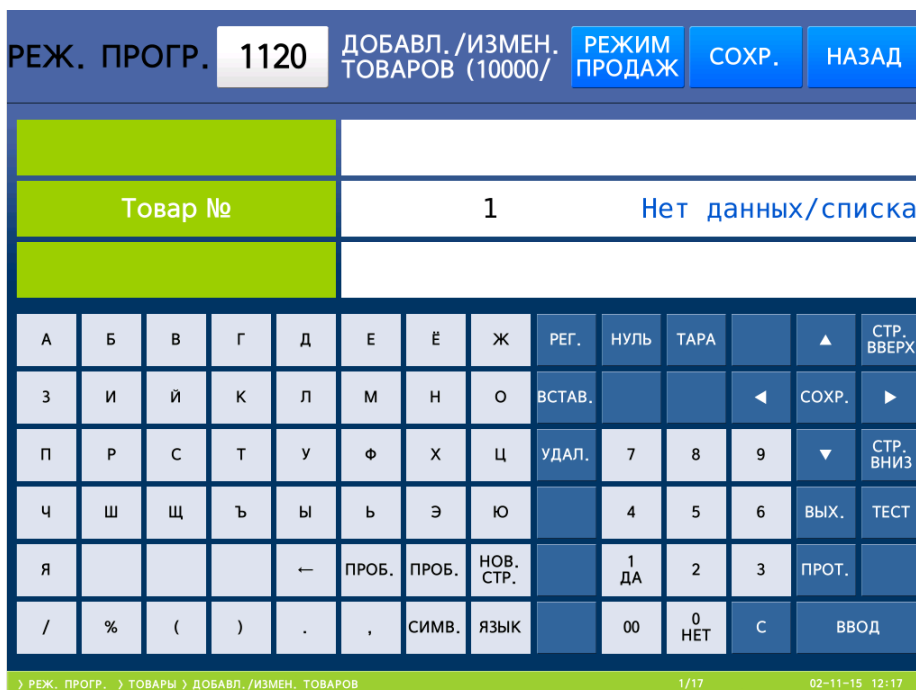 РЕЖ. ПРОГР. 1120 ДОБАВЛ./ИЗМЕН. ТОВАРОВ (10000/ РЕЖИМ ПРОДАЖ СОХР. НАЗАД
Товар № 1 Нет данных/списка
А Б В Г Д Е Ё Ж РЕГ. НУЛЬ ТАРА ▲ СТР. ВВЕРХ
З И Й К Л М Н О ВСТАВ. ◀ СОХР. ▶
П Р С Т У Ф Х Ц УДАЛ. 7 8 9 ▼ СТР. ВНИЗ
Ч Ш Щ Ъ Ы Ь Э Ю 4 5 6 ВЫХ. ТЕСТ
Я ← ПРОБ. ПРОБ. НОВ. СТР. 1 ДА 2 3 ПРОТ.
/ % ( ) . , СИМВ. ЯЗЫК 00 0 НЕТ С ВВОД
> РЕЖ. ПРОГР. > ТОВАРЫ > ДОБАВЛ./ИЗМЕН. ТОВАРОВ 1/17 02-11-15 12:17